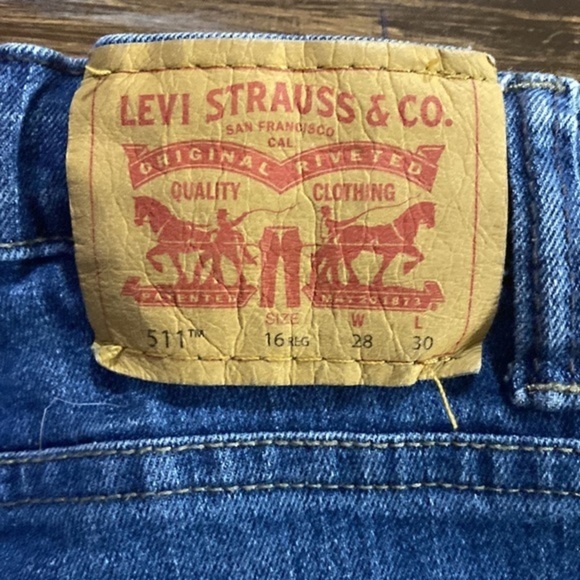 LEVI STRAUSS & CO.
SAN FRANCISCO
CAL
ORIGINAL RIVETED
QUALITY CLOTHING
PATENTED MAY 20 1873
SIZE W L
511™ 16 REG 28 30